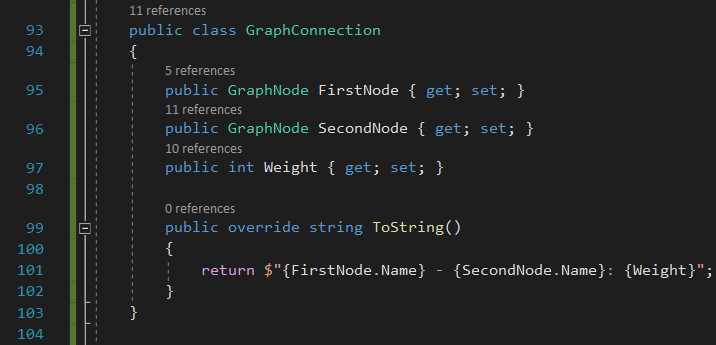 11 references
93 public class GraphConnection
94 {
5 references
95 public GraphNode FirstNode { get; set; }
11 references
96 public GraphNode SecondNode { get; set; }
10 references
97 public int Weight { get; set; }
98
0 references
99 public override string ToString()
100 {
101 return $"{FirstNode.Name} - {SecondNode.Name}: {Weight}";
102 }
103 }
104